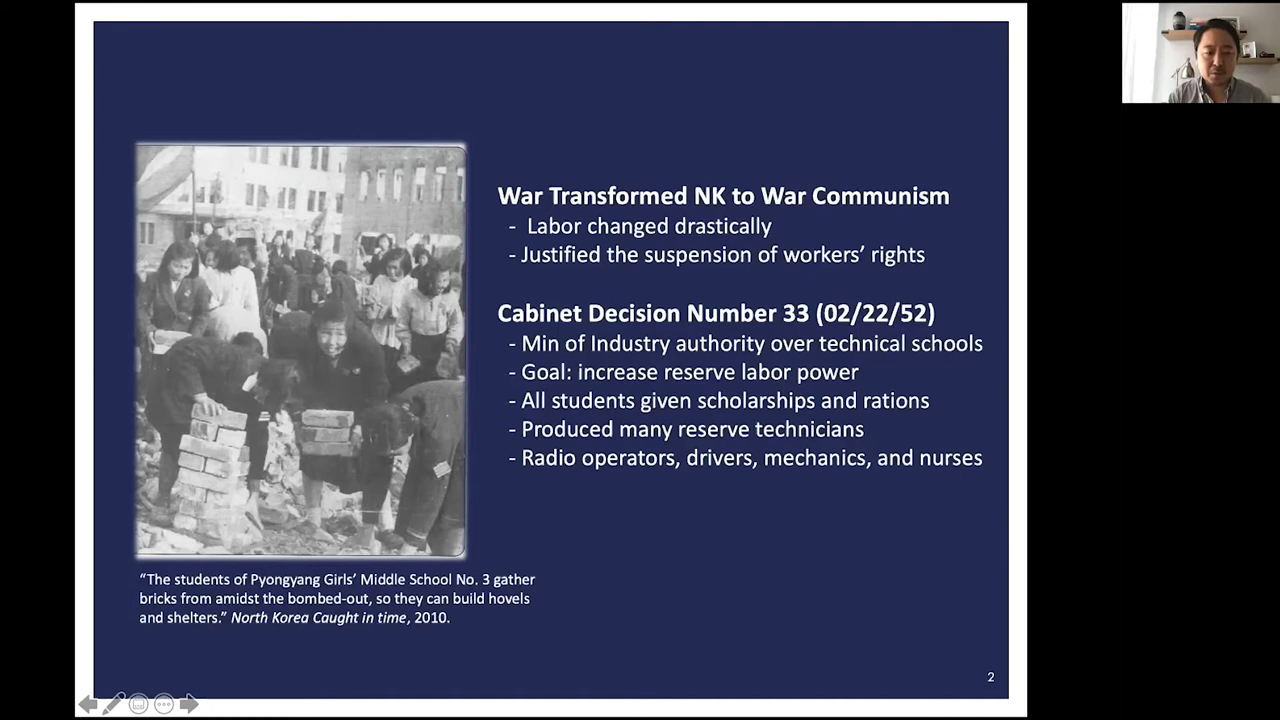 War Transformed NK to War Communism
- Labor changed drastically
- Justified the suspension of workers’ rights
Cabinet Decision Number 33 (02/22/52)
- Min of Industry authority over technical schools
- Goal: increase reserve labor power
- All students given scholarships and rations
- Produced many reserve technicians
- Radio operators, drivers, mechanics, and nurses
“The students of Pyongyang Girls’ Middle School No. 3 gather
bricks from amidst the bombed-out, so they can build hovels
and shelters.” North Korea Caught in time, 2010.
2